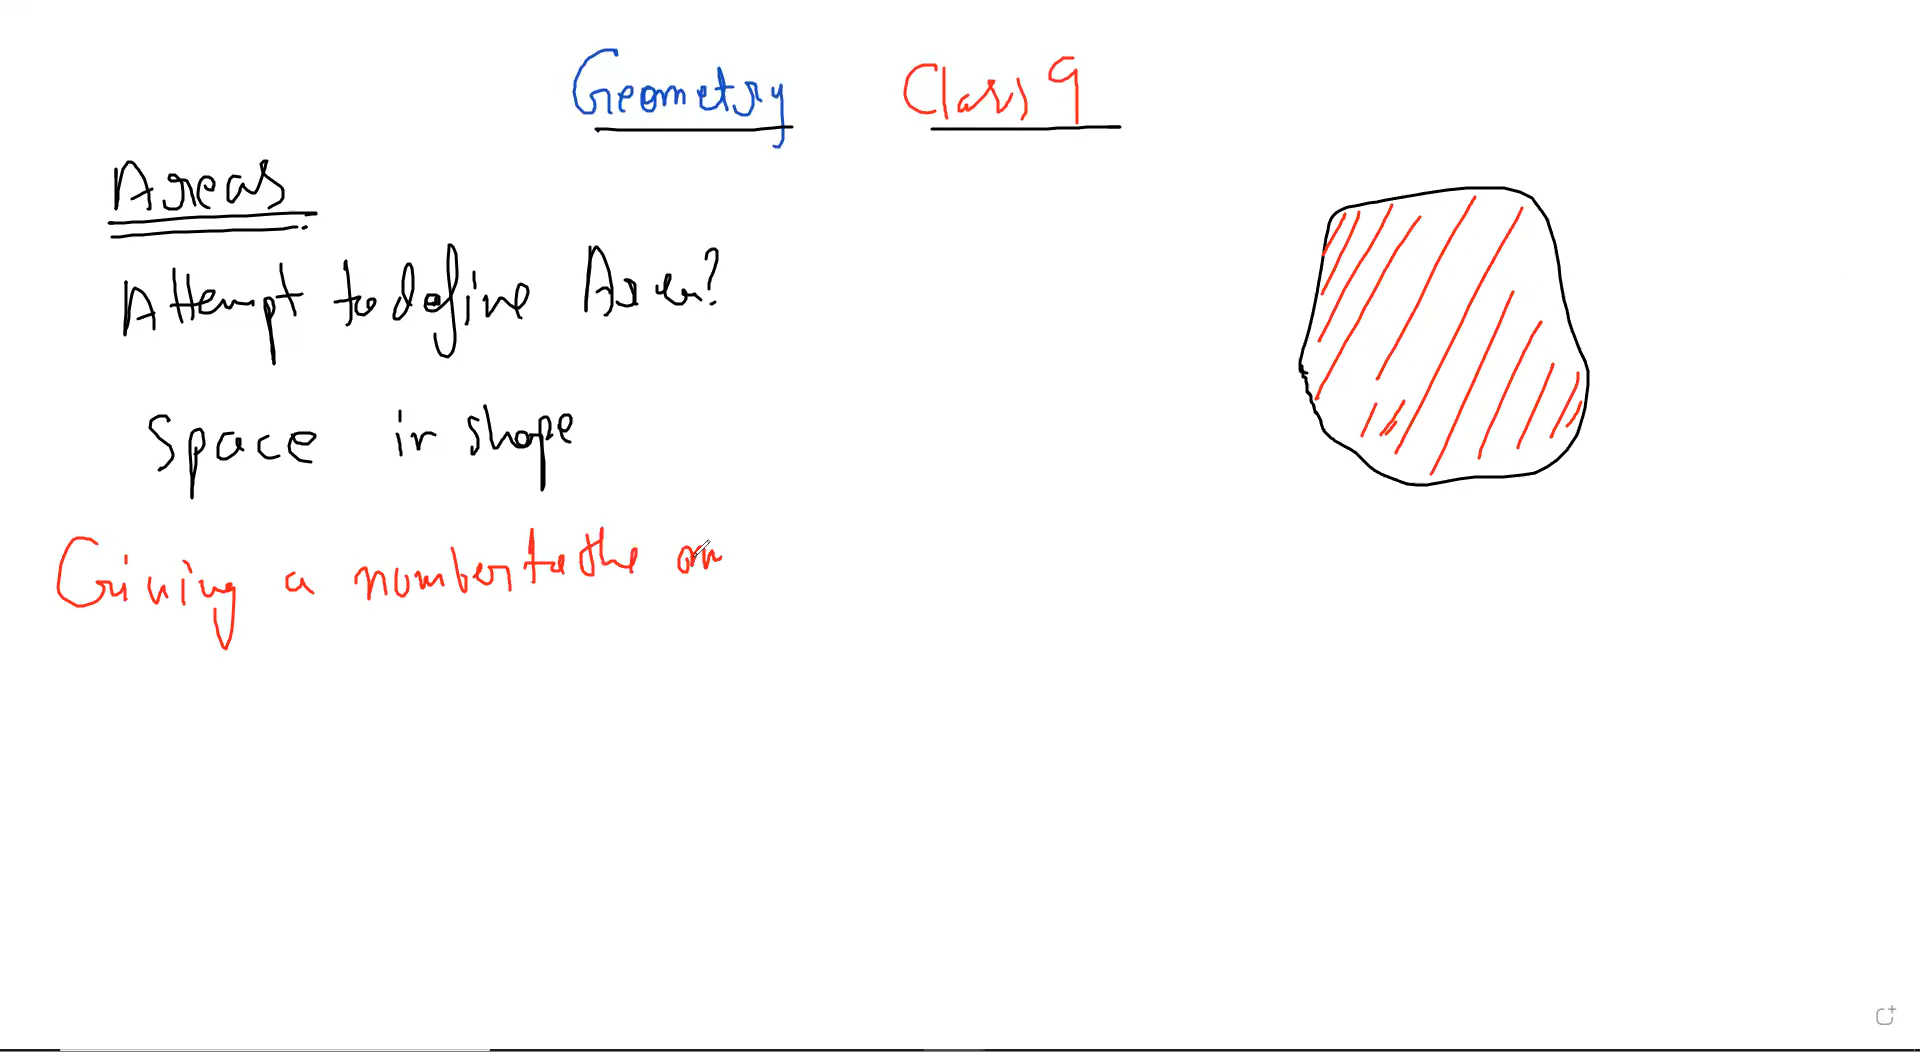 Geometry Class 9
Areas
Attempt to define Area?
Space in shape
Giving a number to the